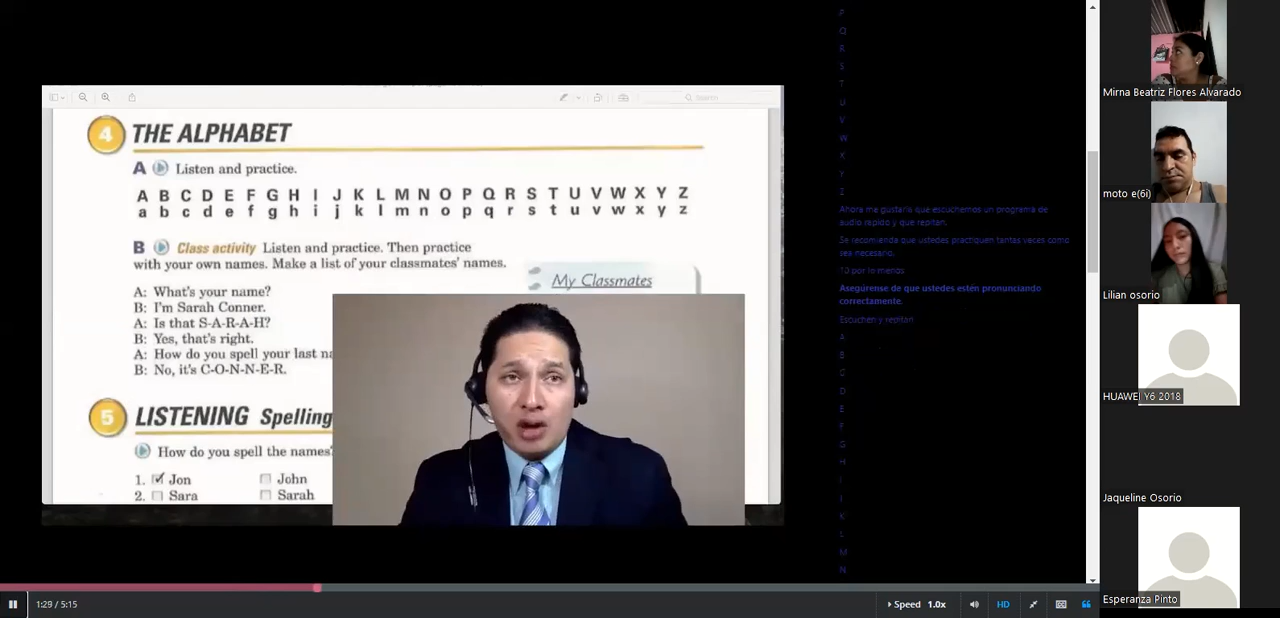 4 THE ALPHABET
A Listen and practice.
A B C D E F G H I J K L M N O P Q R S T U V W X Y Z
a b c d e f g h i j k l m n o p q r s t u v w x y z
B Class activity Listen and practice. Then practice
with your own names. Make a list of your classmates' names.
My Classmates
A: What's your name?
B: I'm Sarah Conner.
A: Is that S-A-R-A-H?
B: Yes, that's right.
A: How do you spell your last
B: No, it's C-O-N-N-E-R.
5 LISTENING Spelling
How do you spell the names?
1. Jon John
2. Sara Sarah
Search
P
Q
R
S
T
U
V
W
X
Y
Z
Ahora me gustaría que escuchemos un programa de
audio rapido y que repitan.
Se recomienda que ustedes practiquen tantas veces como
sea necesario.
10 por lo menos
Asegúrense de que ustedes estén pronunciando
correctamente.
Escuchen y repitan
A
B
C
D
E
F
G
H
I
J
K
L
M
N
1:29 / 5:15
Speed 1.0x
HD
Mirna Beatriz Flores Alvarado
moto e(6i)
Lilian osorio
HUAWEI Y6 2018
Jaqueline Osorio
Esperanza Pinto